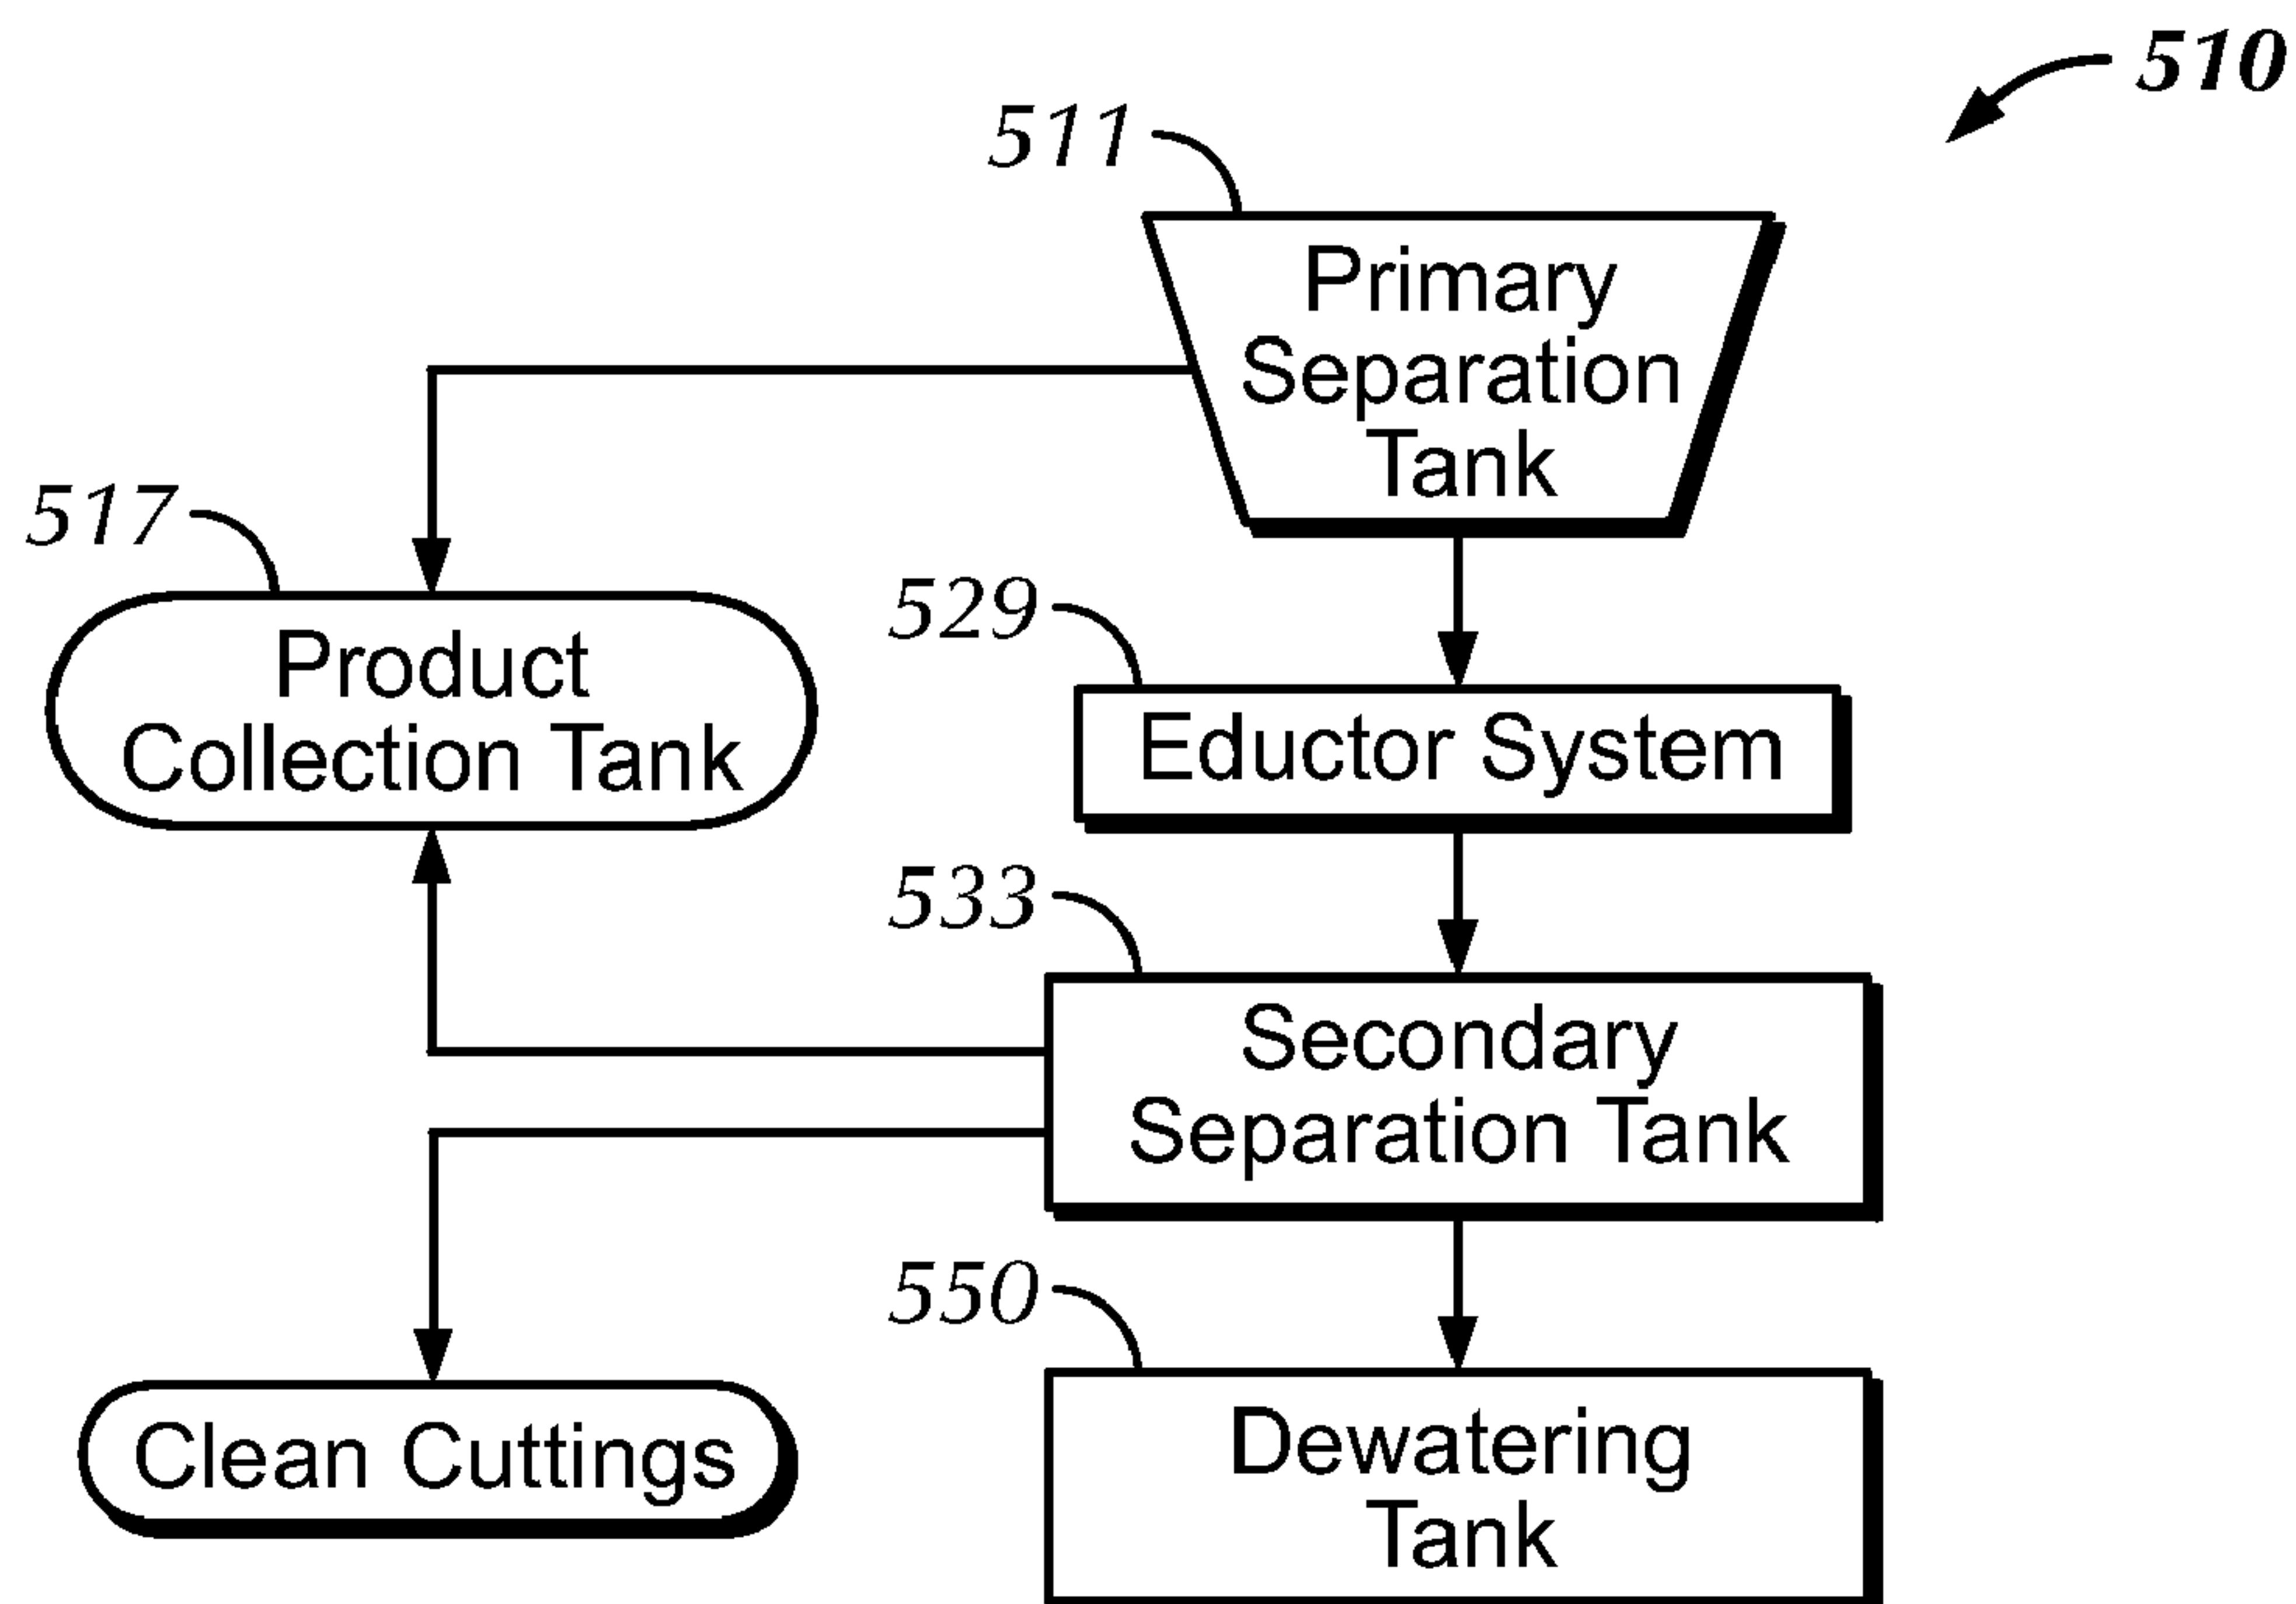 510
511
Primary
Separation
Tank
517
Product
Collection Tank
529
Eductor System
533
Secondary
Separation Tank
550
Clean Cuttings
Dewatering
Tank